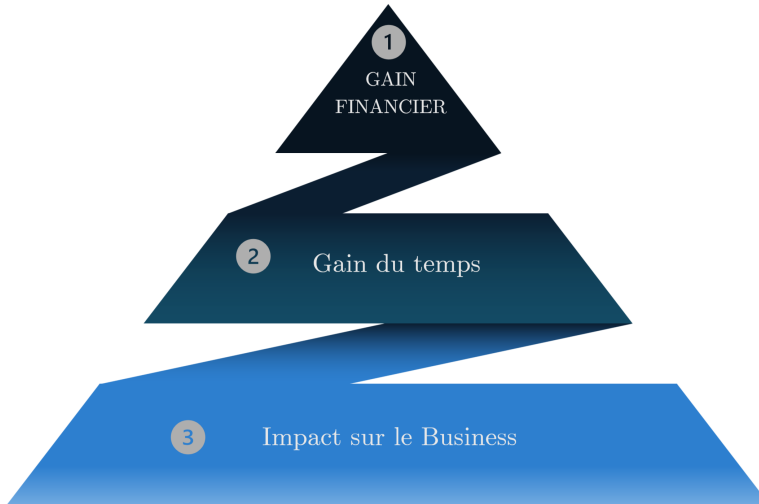 1
GAIN
FINANCIER
2
Gain du temps
3
Impact sur le Business